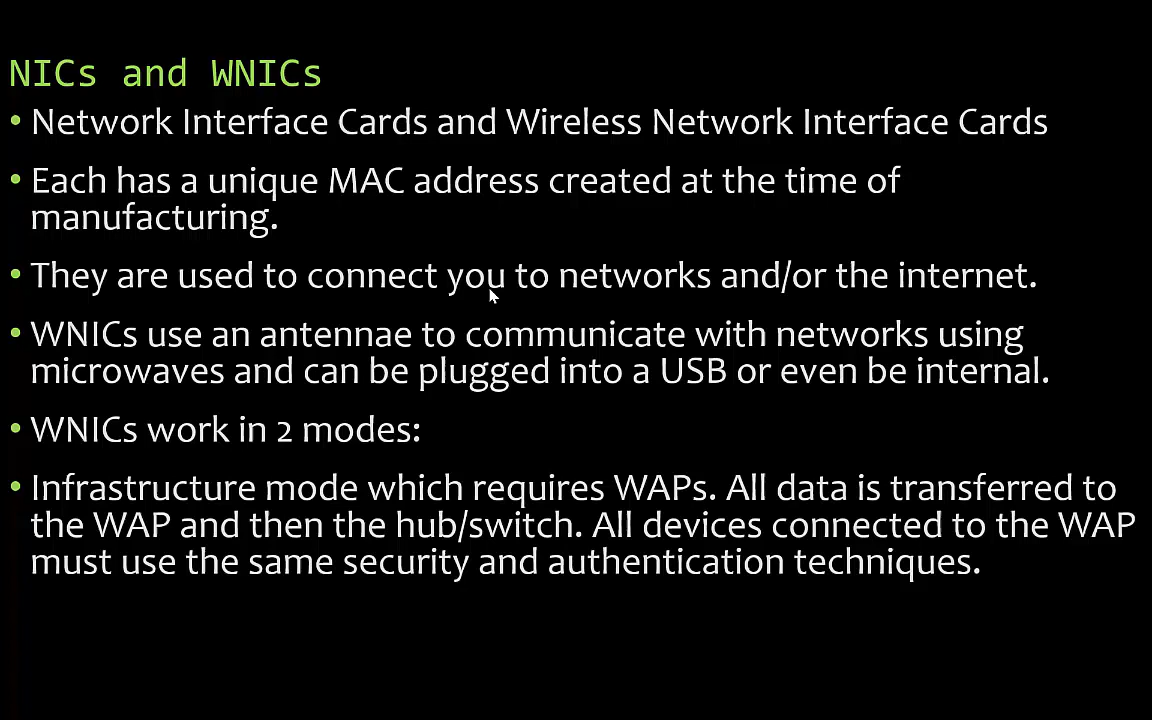 NICs and WNICs
• Network Interface Cards and Wireless Network Interface Cards
• Each has a unique MAC address created at the time of
manufacturing.
• They are used to connect you to networks and/or the internet.
• WNICs use an antennae to communicate with networks using
microwaves and can be plugged into a USB or even be internal.
• WNICs work in 2 modes:
• Infrastructure mode which requires WAPs. All data is transferred to
the WAP and then the hub/switch. All devices connected to the WAP
must use the same security and authentication techniques.